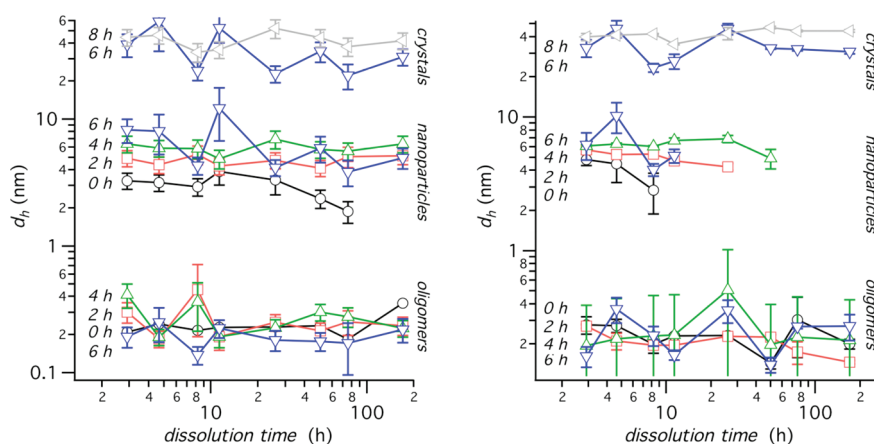 6
4
2
10
8
6
4
2
1
6
4
2
0.1
d_h (nm)
8 h
6 h
6 h
4 h
2 h
0 h
4 h
2 h
0 h
6 h
crystals
nanoparticles
oligomers
2 4 6 8 10 2 4 6 8 100 2
dissolution time (h)
6
4
2
10
8
6
4
2
1
8
6
4
2
d_h (nm)
8 h
6 h
6 h
4 h
2 h
0 h
0 h
2 h
4 h
6 h
crystals
nanoparticles
oligomers
2 4 6 8 10 2 4 6 8 100 2
dissolution time (h)